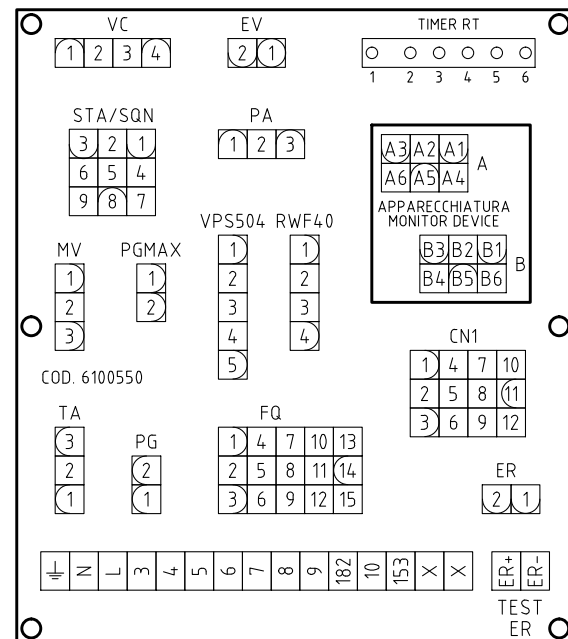 VC EV TIMER RT
1 2 3 4 2 1
1 2 3 4 5 6
STA/SQN PA
3 2 1 1 2 3
6 5 4
9 8 7
A3 A2 A1 A
A6 A5 A4
APPARECCHIATURA
MONITOR DEVICE
B3 B2 B1 B
B4 B5 B6
VPS504 RWF40
1 1
2 2
3 3
4 4
5
MV PGMAX
1 1
2 2
3
CN1
1 4 7 10
2 5 8 11
3 6 9 12
COD. 6100550
TA PG FQ
3 2 1 4 7 10 13
2 1 2 5 8 11 14
1 3 6 9 12 15
ER
2 1
N L 3 4 5 6 7 8 9 182 10 153 X X
ER+ ER-
TEST
ER